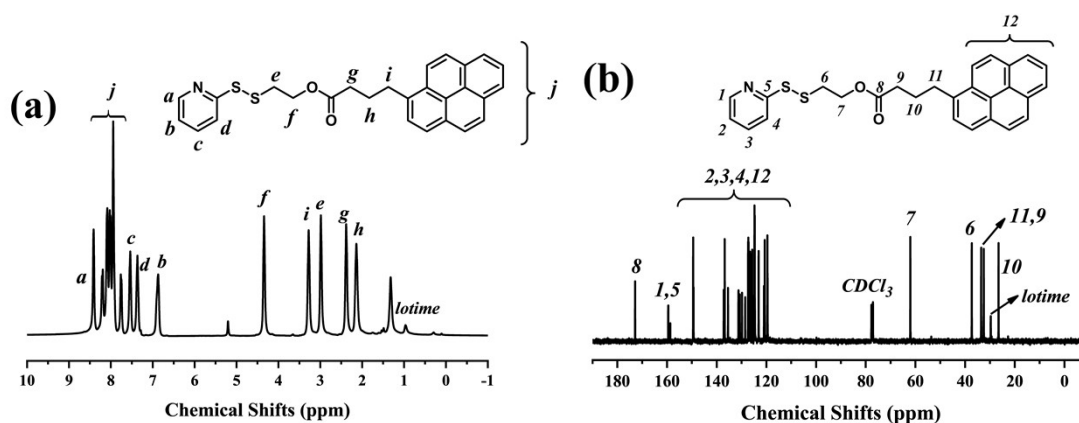 (a)
j
a
b
c
d
e
f
g
h
i
j
N
S
S
O
O
a
c
d
b
f
i
e
g
h
lotime
10 9 8 7 6 5 4 3 2 1 0 -1
Chemical Shifts (ppm)
(b)
12
N
S
S
O
O
1
2
3
4
5
6
7
8
9
10
11
2,3,4,12
8
1,5
CDCl3
7
6
11,9
10
lotime
180 160 140 120 100 80 60 40 20 0
Chemical Shifts (ppm)